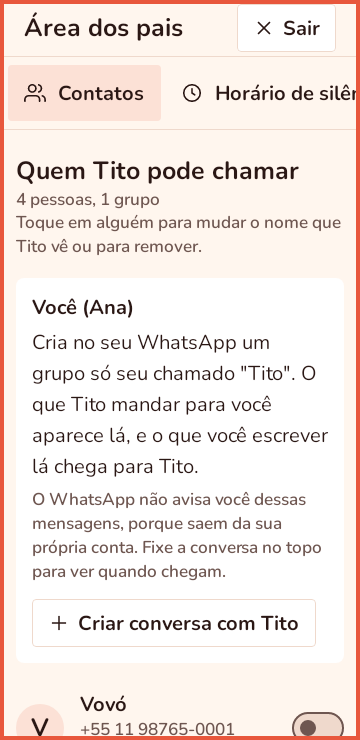 Área dos pais
Sair
Contatos
Horário de silên
Quem Tito pode chamar
4 pessoas, 1 grupo
Toque em alguém para mudar o nome que
Tito vê ou para remover.
Você (Ana)
Cria no seu WhatsApp um
grupo só seu chamado "Tito". O
que Tito mandar para você
aparece lá, e o que você escrever
lá chega para Tito.
O WhatsApp não avisa você dessas
mensagens, porque saem da sua
própria conta. Fixe a conversa no topo
para ver quando chegam.
Criar conversa com Tito
Vovó
V
+55 11 98765-0001